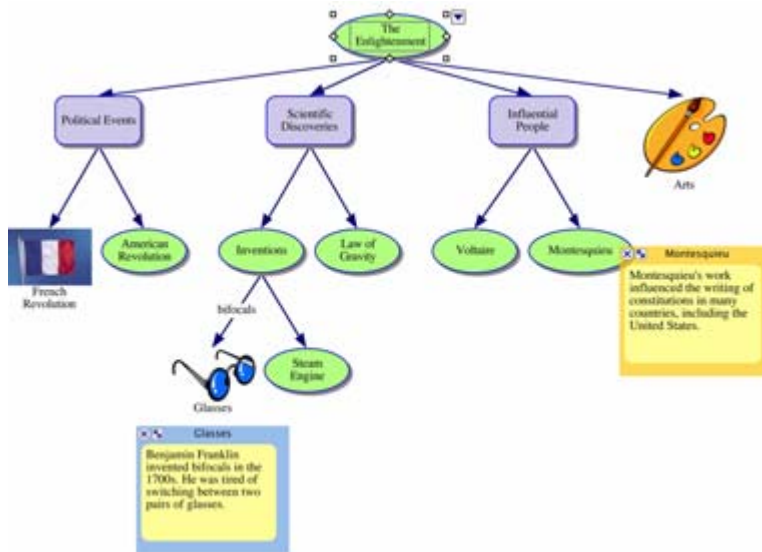 The
Enlightenment
Political Events
Scientific
Discoveries
Influential
People
Arts
French
Revolution
American
Revolution
Inventions
Law of
Gravity
Voltaire
Montesquieu
Montesquieu
Montesquieu's work
influenced the writing of
constitutions in many
countries, including the
United States.
bifocals
Glasses
Steam
Engine
Glasses
Benjamin Franklin
invented bifocals in the
1700s. He was tired of
switching between two
pairs of glasses.